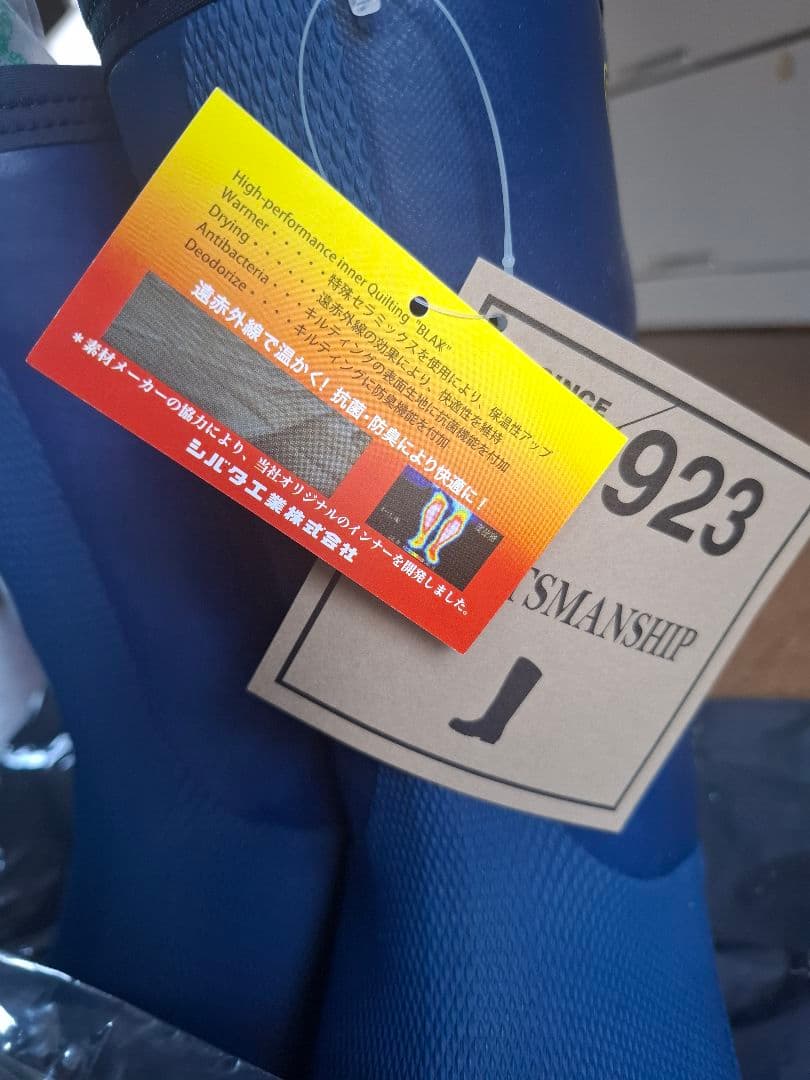 High-performance inner Quilting "BLAX"
Warmer・・・・・特殊セラミックスを使用により、保温性アップ
Drying・・・・・・遠赤外線の効果により、快適性を維持
Antibacteria・・・・キルティングの表面生地に抗菌機能を付加
Deodorize・・・・キルティングに防臭機能を付加
遠赤外線で温かく!抗菌・防臭により快適に!
*素材メーカーの協力により、当社オリジナルのインナーを開発しました。
シバタ工業株式会社
SINCE
923
TSMANSHIP